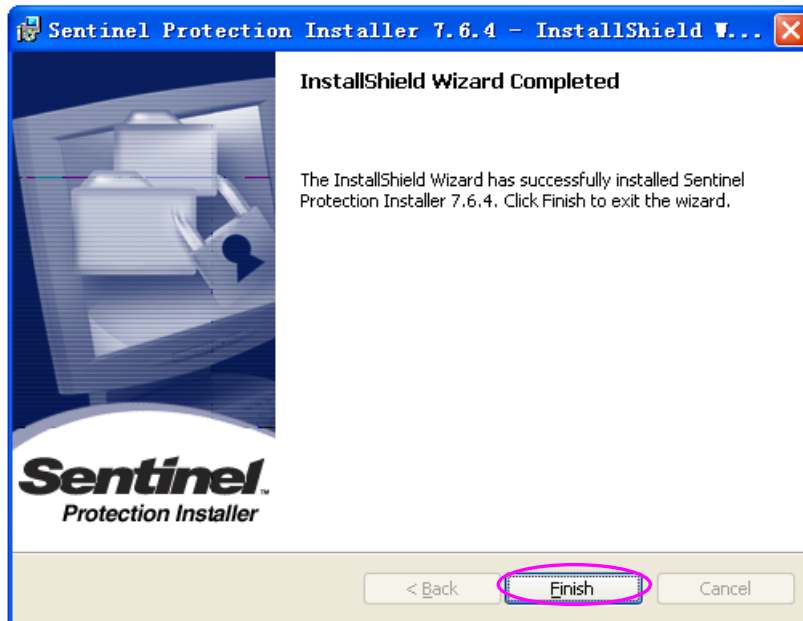 Sentinel Protection Installer 7.6.4 - InstallShield W...
InstallShield Wizard Completed
The InstallShield Wizard has successfully installed Sentinel
Protection Installer 7.6.4. Click Finish to exit the wizard.
Sentinel™
Protection Installer
< Back
Finish
Cancel